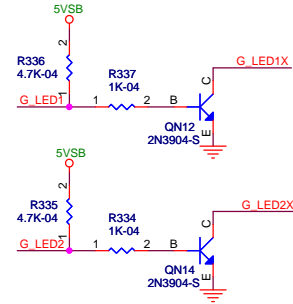 5VSB
2
R336
4.7K-04
1
G_LED1
R337
1K-04
1
2
B
C
E
G_LED1X
QN12
2N3904-S
5VSB
2
R335
4.7K-04
1
G_LED2
R334
1K-04
1
2
B
C
E
G_LED2X
QN14
2N3904-S